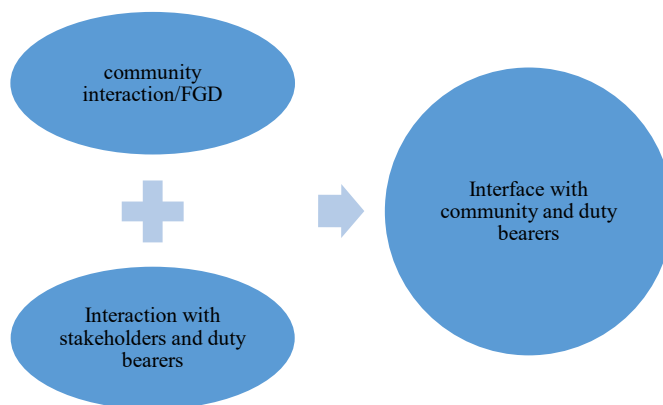 community
interaction/FGD
Interaction with
stakeholders and duty
bearers
Interface with
community and duty
bearers